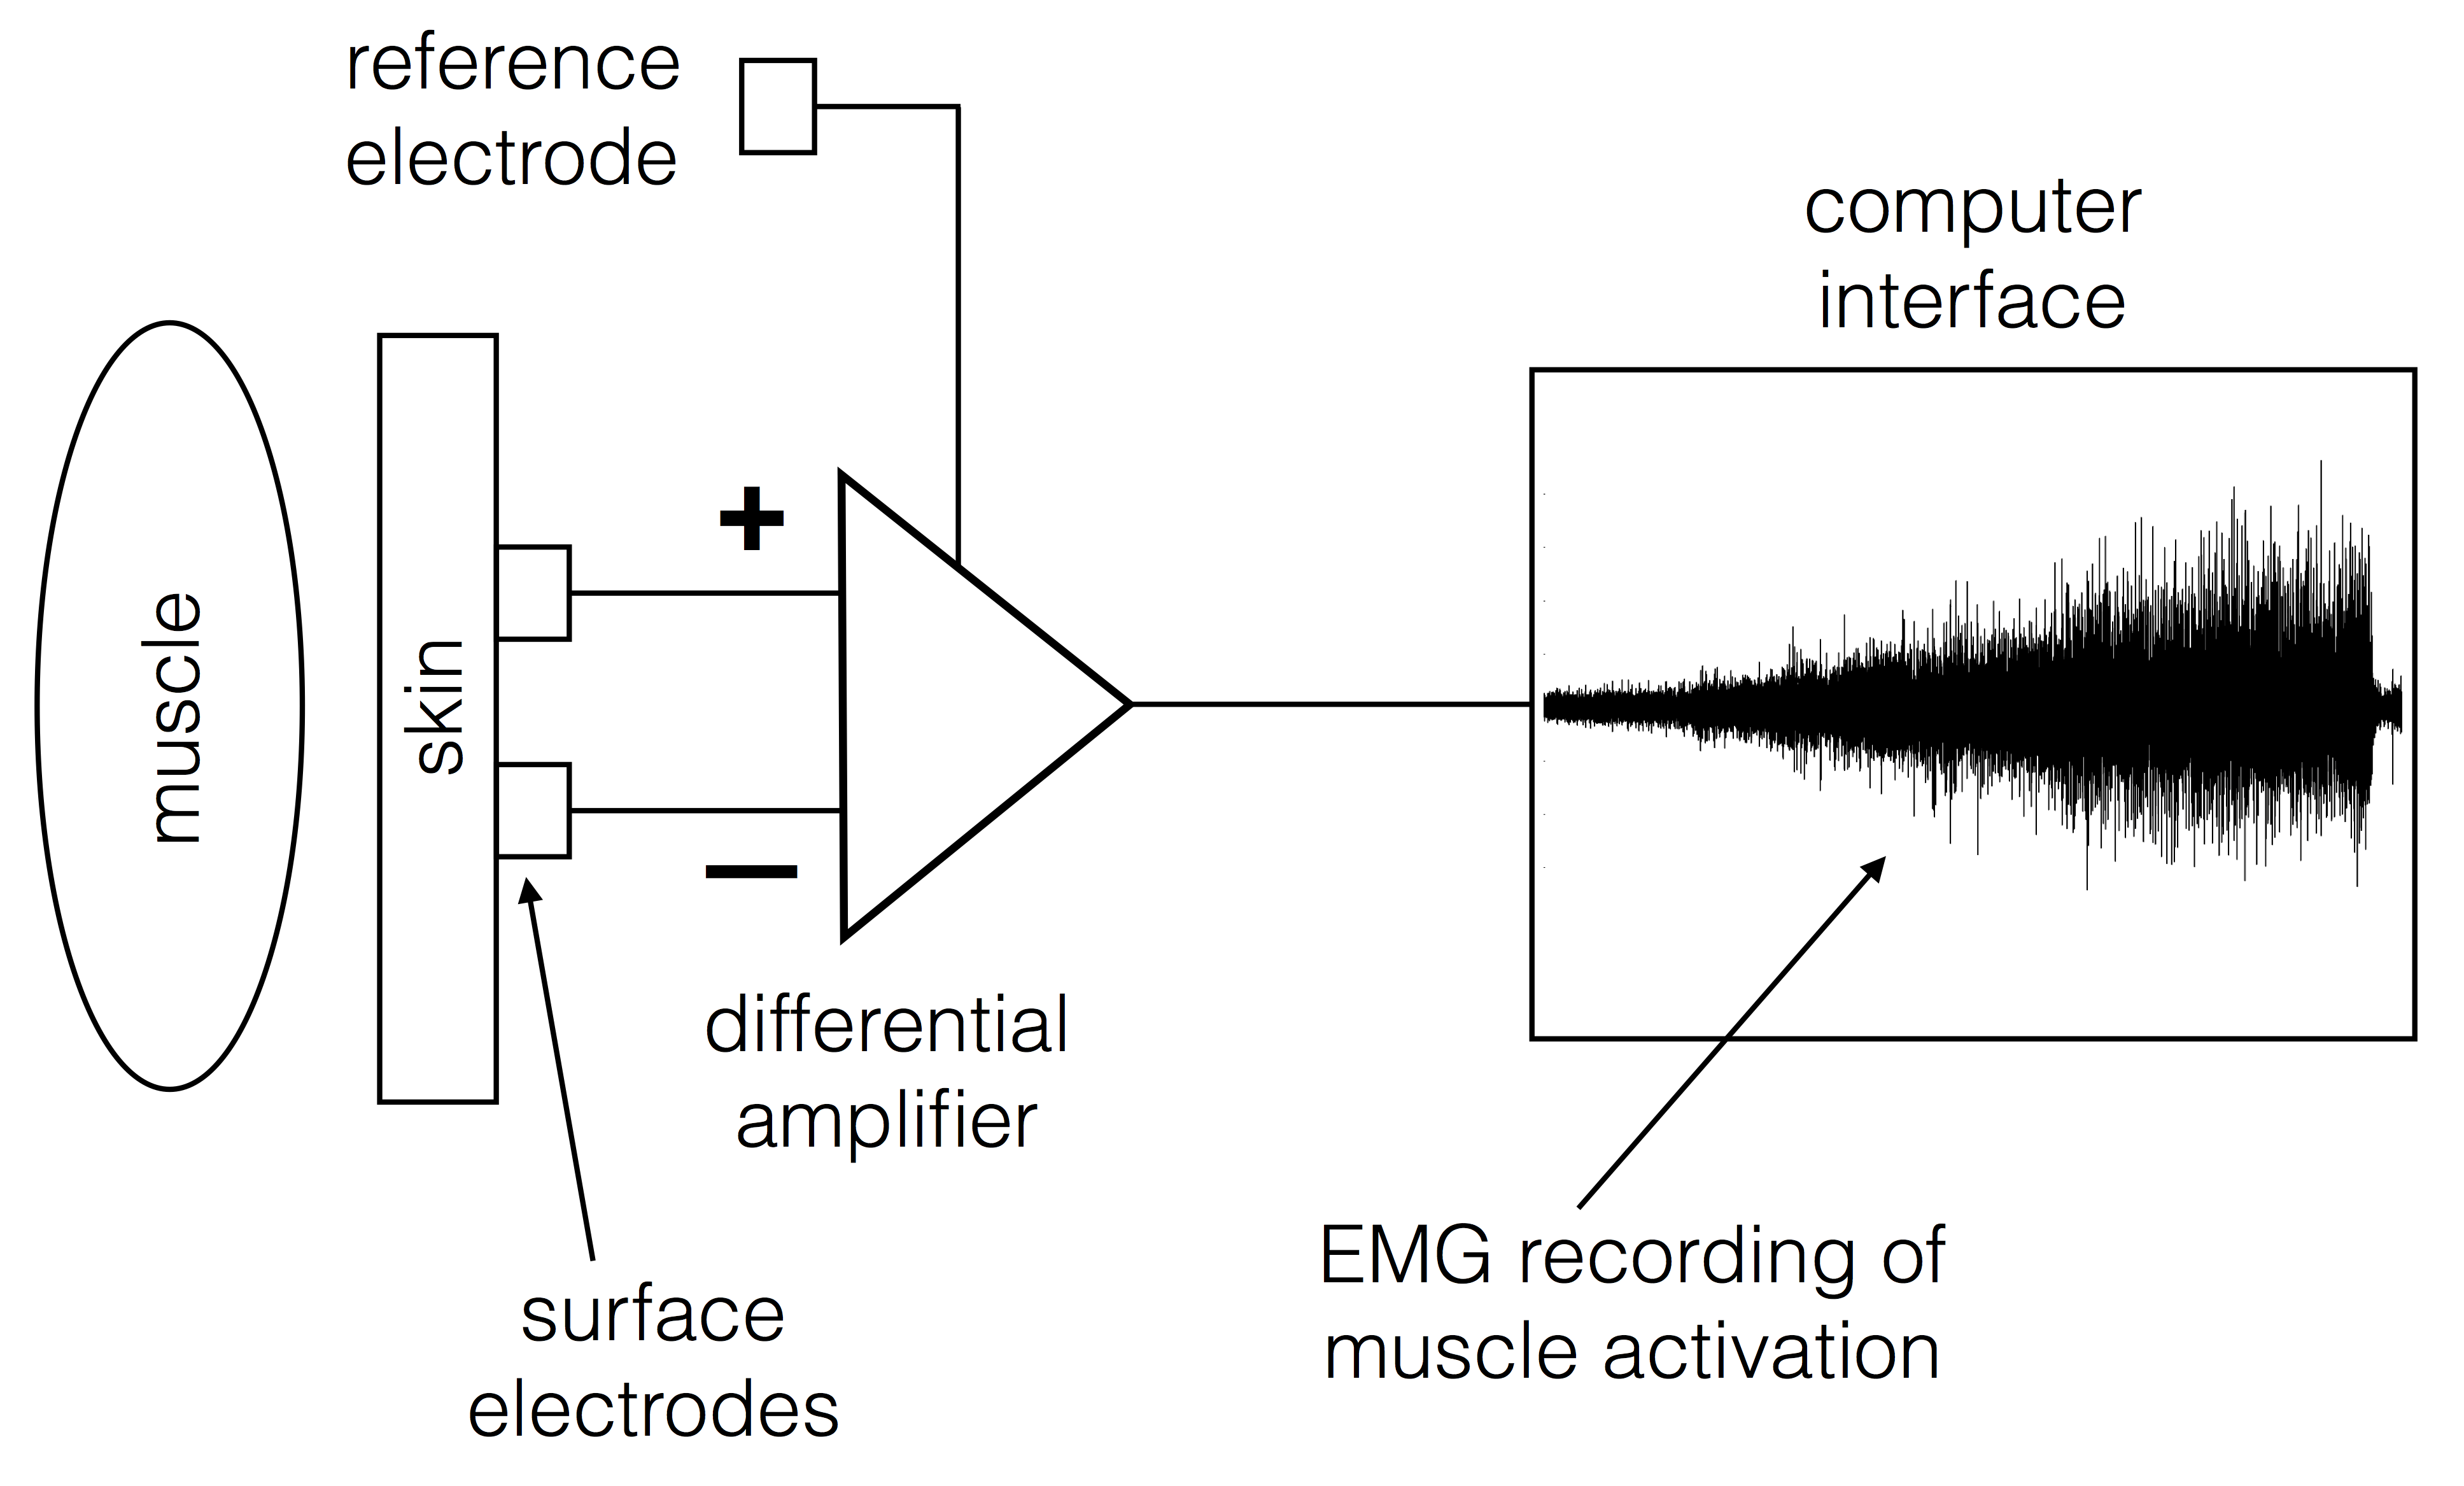 reference
electrode
computer
interface
muscle
skin
+
−
differential
amplifier
surface
electrodes
EMG recording of
muscle activation